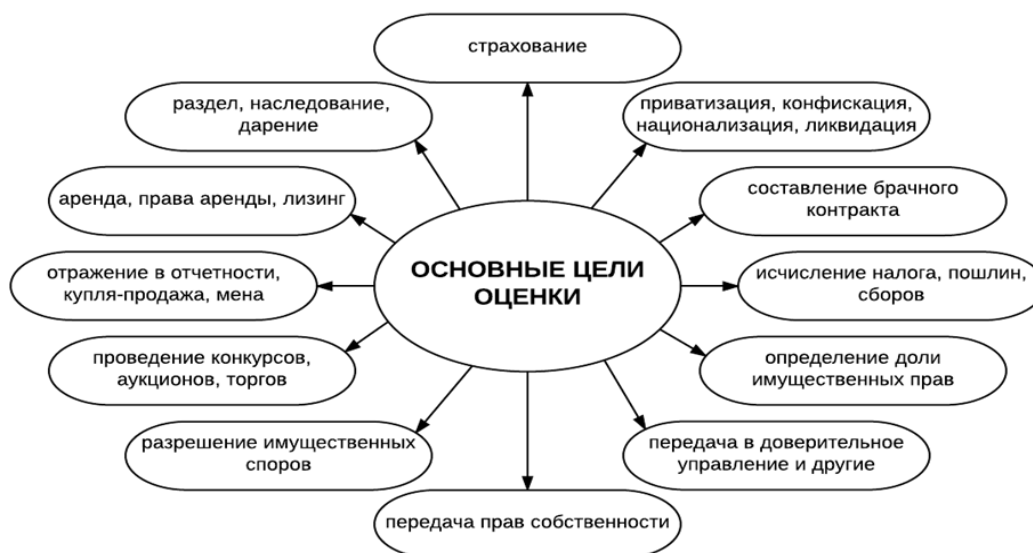 страхование
раздел, наследование,
дарение
приватизация, конфискация,
национализация, ликвидация
аренда, права аренды, лизинг
составление брачного
контракта
ОСНОВНЫЕ ЦЕЛИ
ОЦЕНКИ
отражение в отчетности,
купля-продажа, мена
исчисление налога, пошлин,
сборов
проведение конкурсов,
аукционов, торгов
определение доли
имущественных прав
разрешение имущественных
споров
передача в доверительное
управление и другие
передача прав собственности